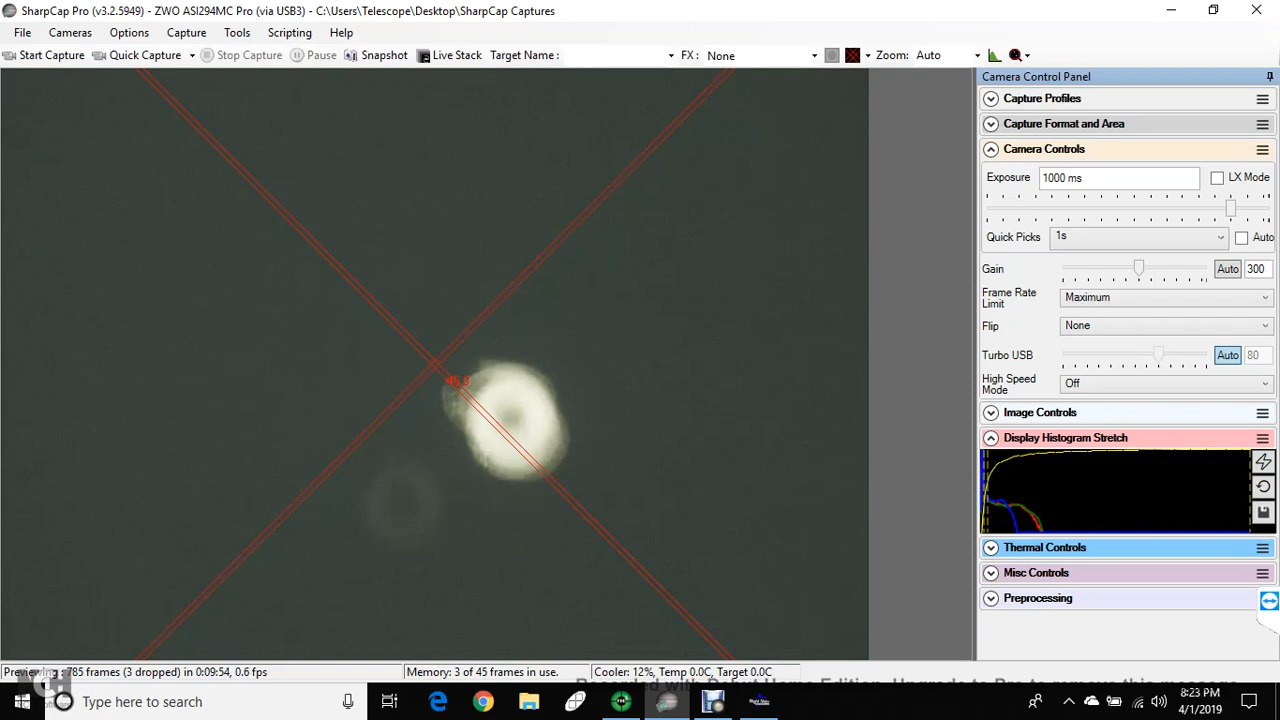 SharpCap Pro (v3.2.5949) - ZWO ASI294MC Pro (via USB3) - C:\Users\Telescope\Desktop\SharpCap Captures
File Cameras Options Capture Tools Scripting Help
Start Capture Quick Capture Stop Capture Pause Snapshot Live Stack Target Name : FX : None Zoom: Auto
Camera Control Panel
Capture Profiles
Capture Format and Area
Camera Controls
Exposure 1000 ms LX Mode
Quick Picks 1s Auto
Gain Auto 300
Frame Rate Limit Maximum
Flip None
Turbo USB Auto 80
High Speed Mode Off
Image Controls
Display Histogram Stretch
Thermal Controls
Misc Controls
Preprocessing
Previewing : 785 frames (3 dropped) in 0:09:54, 0.6 fps Memory: 3 of 45 frames in use. Cooler: 12%, Temp 0.0C, Target 0.0C
Type here to search
8:23 PM
4/1/2019